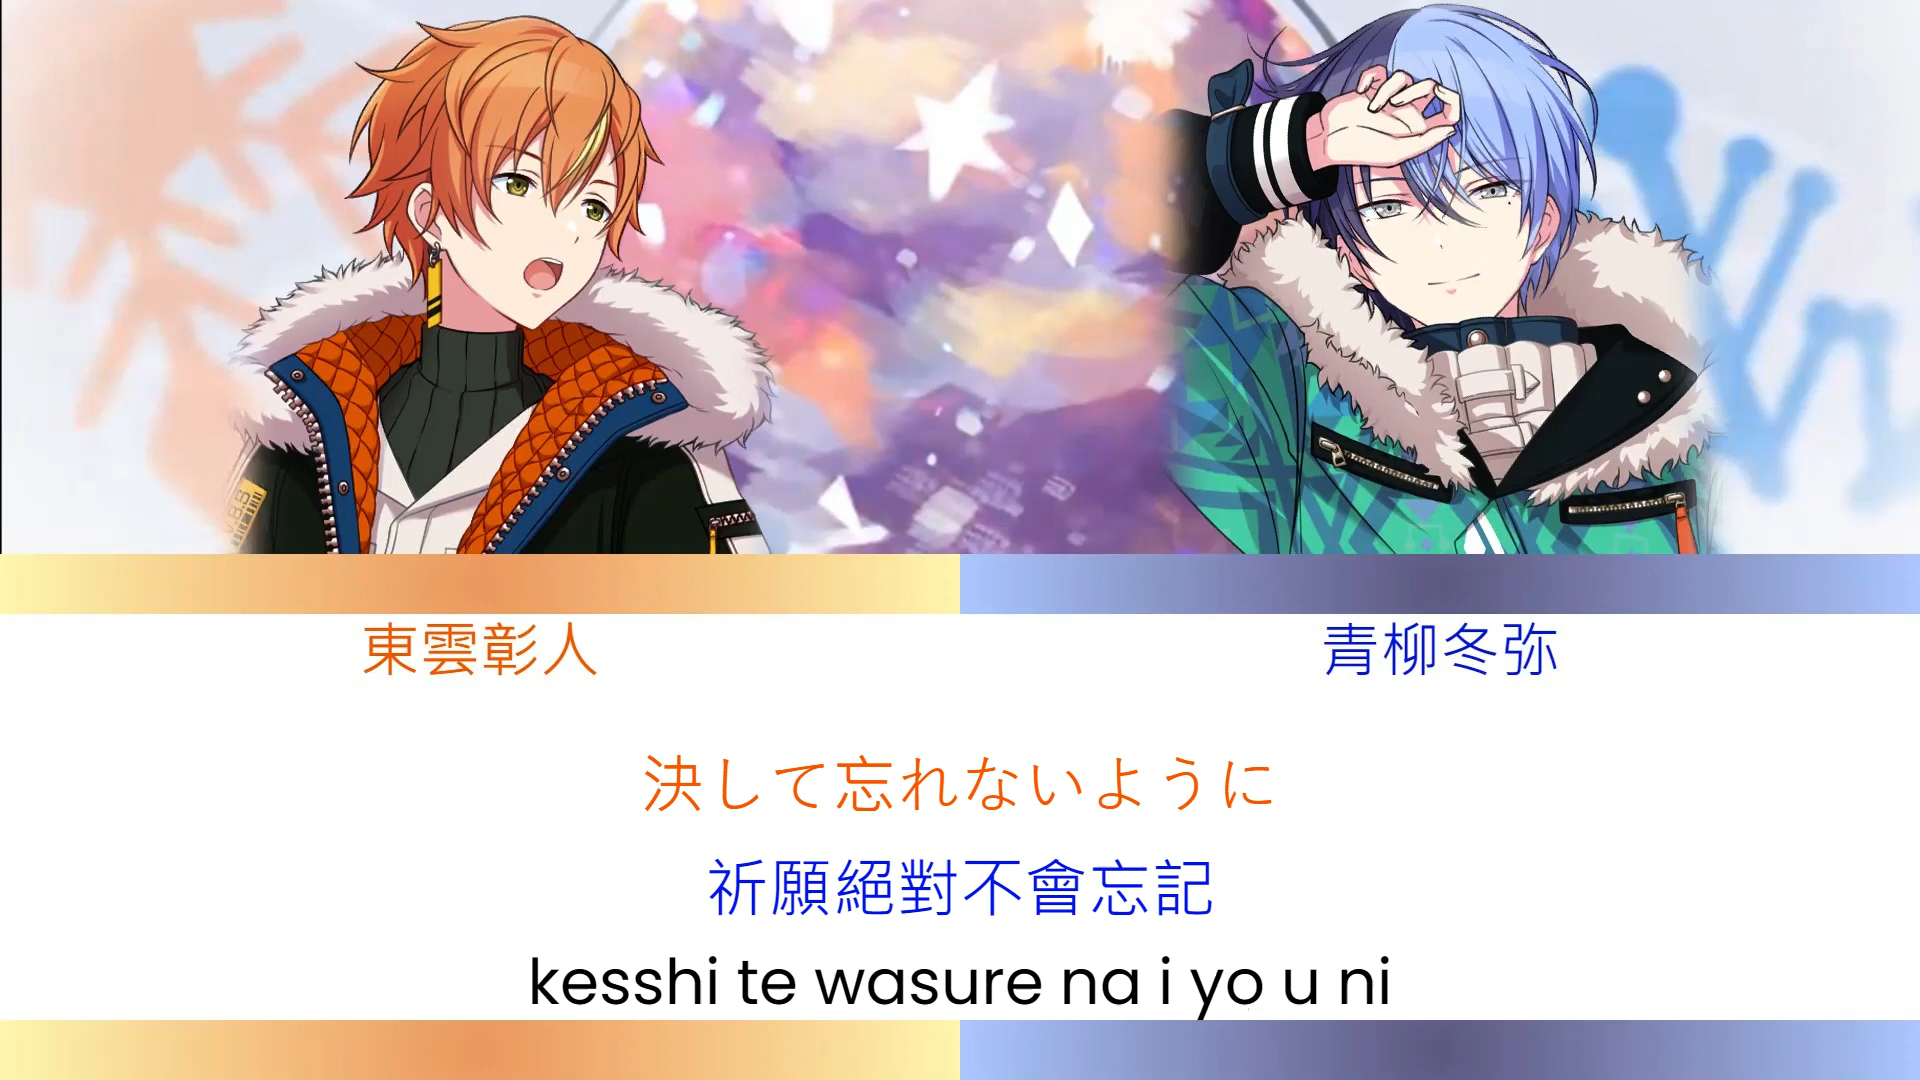 東雲彰人
青柳冬弥
決して忘れないように
祈願絕對不會忘記
kesshi te wasure na i yo u ni